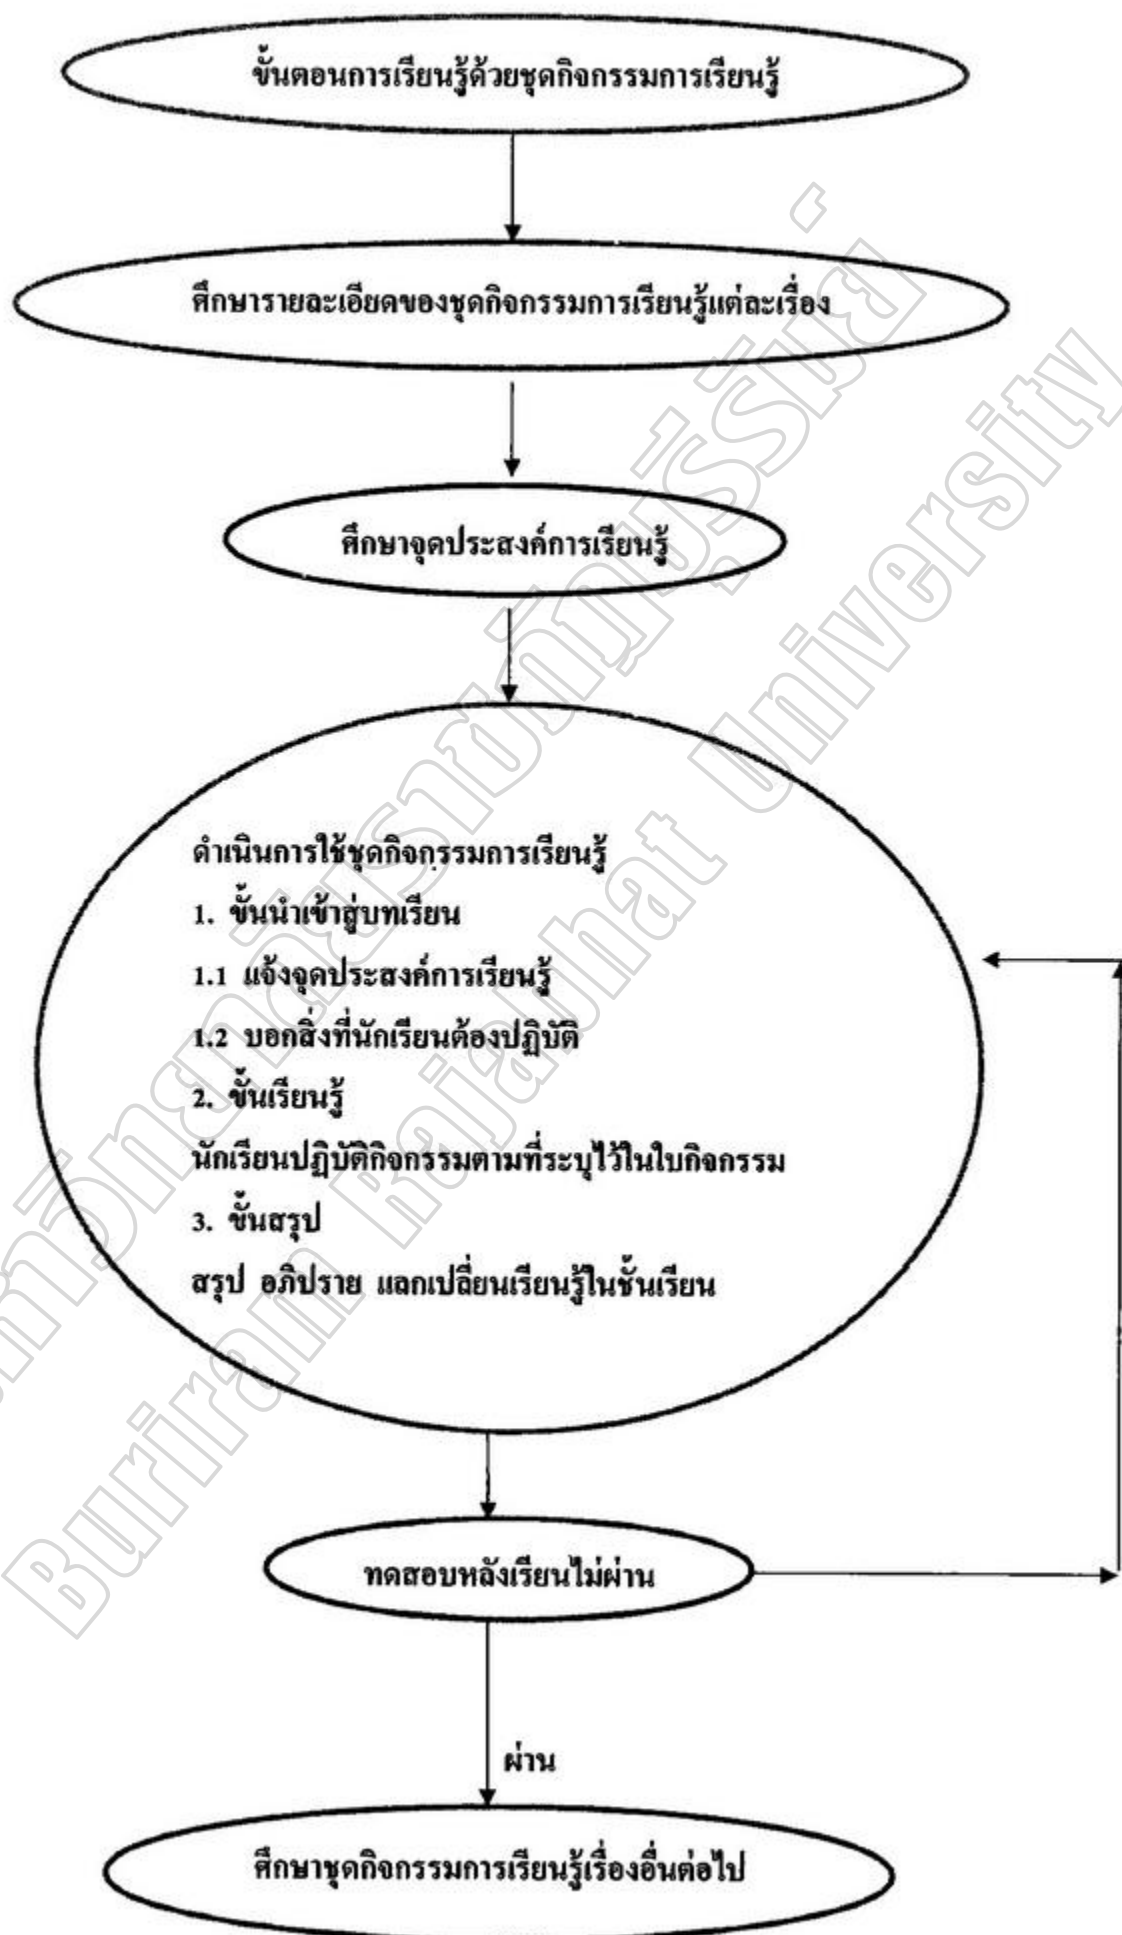 ขั้นตอนการเรียนรู้ด้วยชุดกิจกรรมการเรียนรู้
ศึกษารายละเอียดของชุดกิจกรรมการเรียนรู้แต่ละเรื่อง
ศึกษาจุดประสงค์การเรียนรู้
ดำเนินการใช้ชุดกิจกรรมการเรียนรู้
1. ขั้นนำเข้าสู่บทเรียน
1.1 แจ้งจุดประสงค์การเรียนรู้
1.2 บอกสิ่งที่นักเรียนต้องปฏิบัติ
2. ขั้นเรียนรู้
นักเรียนปฏิบัติกิจกรรมตามที่ระบุไว้ในใบกิจกรรม
3. ขั้นสรุป
สรุป อภิปราย แลกเปลี่ยนเรียนรู้ในชั้นเรียน
ทดสอบหลังเรียนไม่ผ่าน
ผ่าน
ศึกษาชุดกิจกรรมการเรียนรู้เรื่องอื่นต่อไป
Buriram Rajabhat University